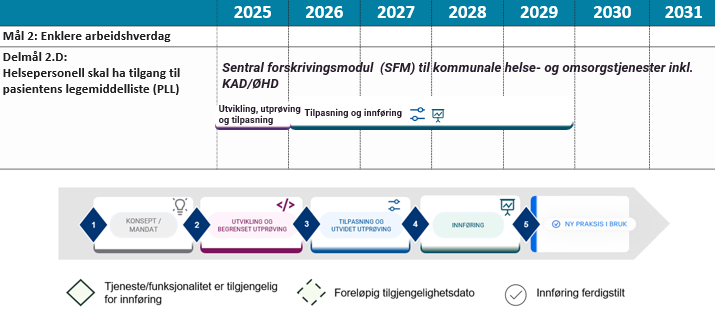 2025 2026 2027 2028 2029 2030 2031
Mål 2: Enklere arbeidshverdag
Delmål 2.D:
Helsepersonell skal ha tilgang til
pasientens legemiddelliste (PLL)
Sentral forskrivingsmodul (SFM) til kommunale helse- og omsorgstjenester inkl.
KAD/ØHD
Utvikling, utprøving
og tilpasning
Tilpasning og innføring
1
KONSEPT /
MANDAT
2
</>
UTVIKLING OG
BEGRENSET UTPRØVING
3
TILPASNING OG
UTVIDET UTPRØVING
4
INNFØRING
5
NY PRAKSIS I BRUK
Tjeneste/funksjonalitet er tilgjengelig
for innføring
Foreløpig tilgjengelighetsdato
Innføring ferdigstilt